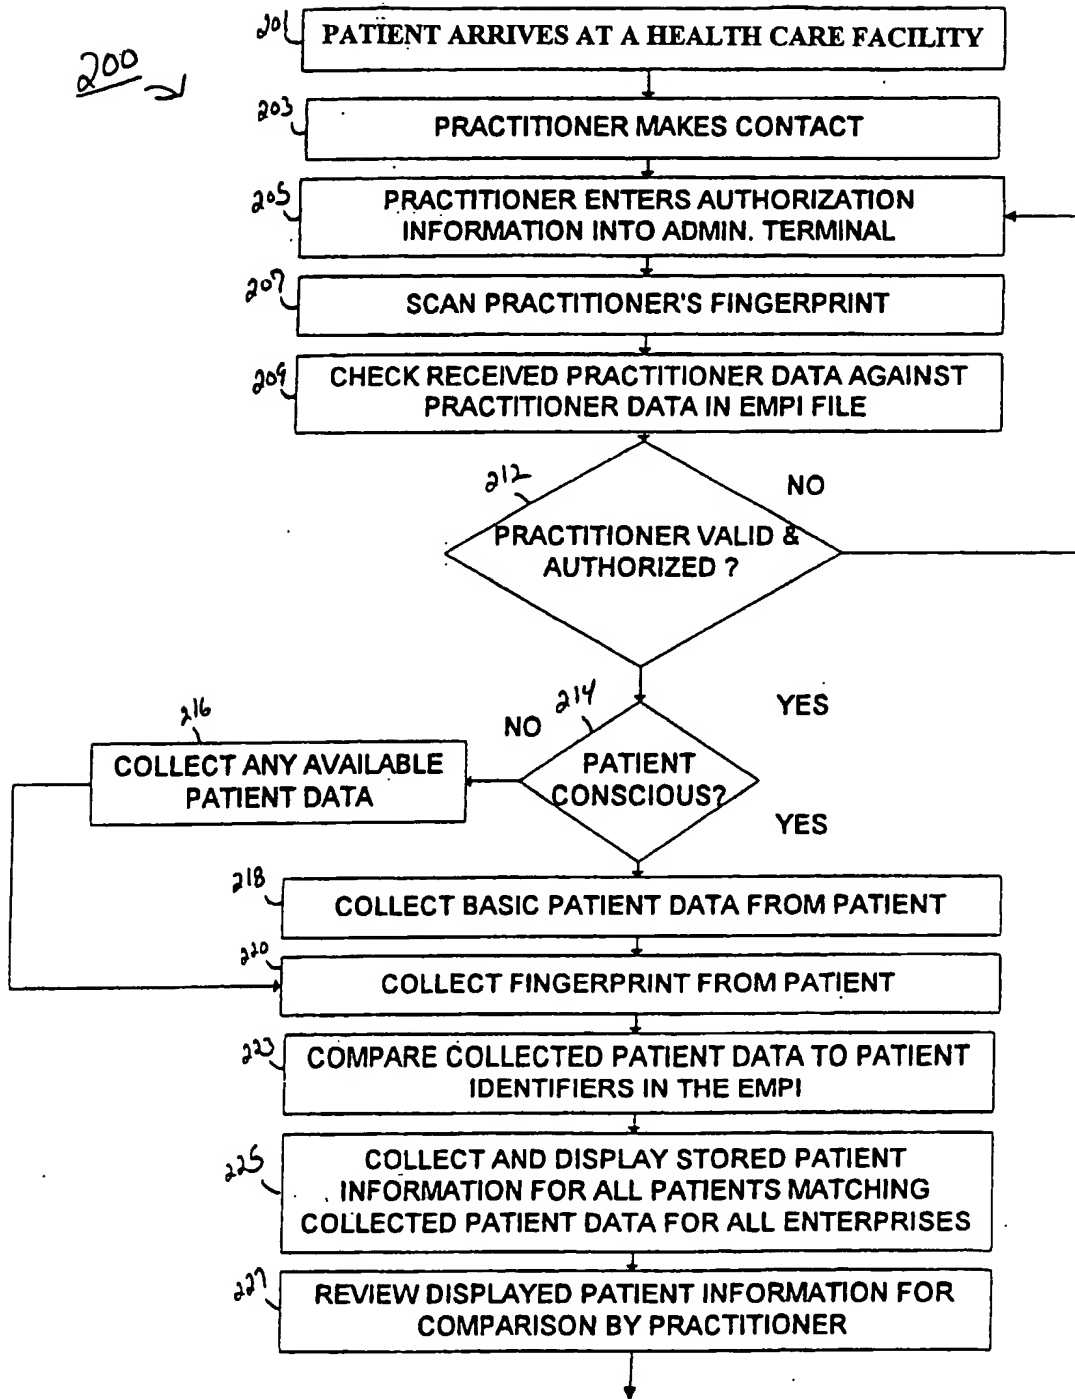 200
201
PATIENT ARRIVES AT A HEALTH CARE FACILITY
203
PRACTITIONER MAKES CONTACT
205
PRACTITIONER ENTERS AUTHORIZATION
INFORMATION INTO ADMIN. TERMINAL
207
SCAN PRACTITIONER'S FINGERPRINT
209
CHECK RECEIVED PRACTITIONER DATA AGAINST
PRACTITIONER DATA IN EMPI FILE
212
NO
PRACTITIONER VALID &
AUTHORIZED ?
YES
214
NO
216
COLLECT ANY AVAILABLE
PATIENT DATA
PATIENT
CONSCIOUS?
YES
218
COLLECT BASIC PATIENT DATA FROM PATIENT
220
COLLECT FINGERPRINT FROM PATIENT
223
COMPARE COLLECTED PATIENT DATA TO PATIENT
IDENTIFIERS IN THE EMPI
225
COLLECT AND DISPLAY STORED PATIENT
INFORMATION FOR ALL PATIENTS MATCHING
COLLECTED PATIENT DATA FOR ALL ENTERPRISES
227
REVIEW DISPLAYED PATIENT INFORMATION FOR
COMPARISON BY PRACTITIONER